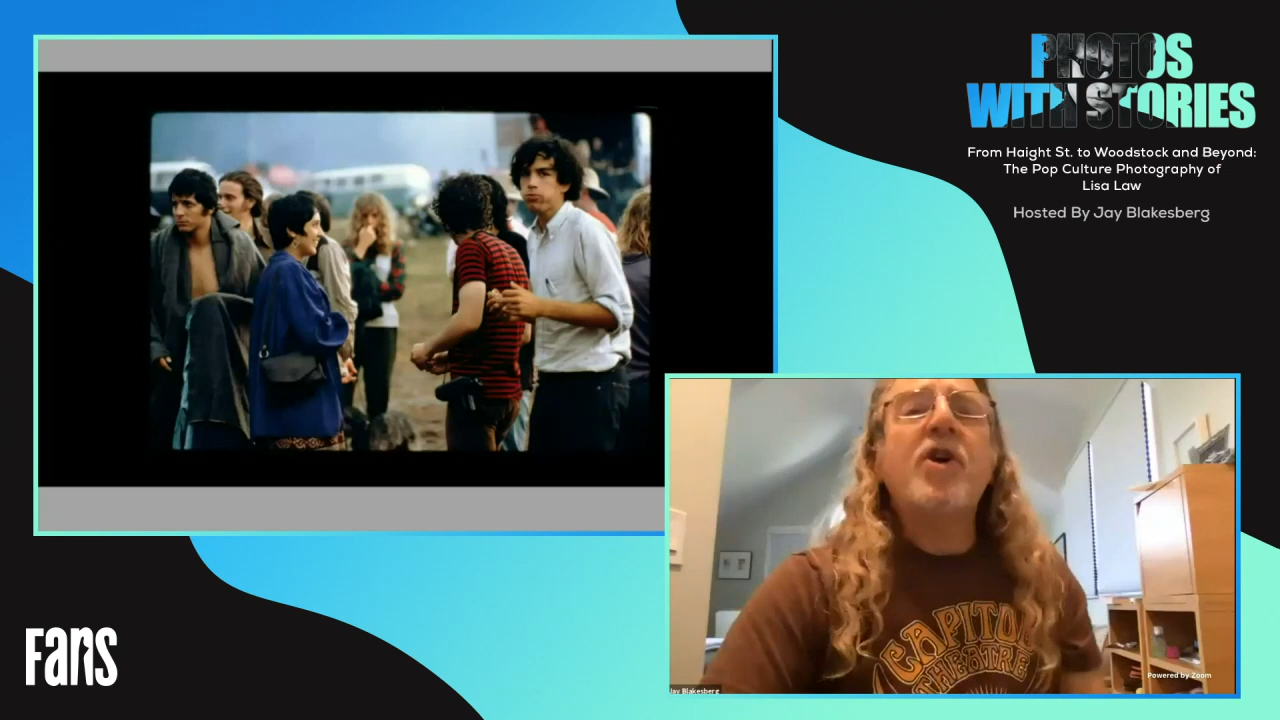 PHOTOS
WITH STORIES
From Haight St. to Woodstock and Beyond:
The Pop Culture Photography of
Lisa Law
Hosted By Jay Blakesberg
CAPITOL
THEATRE
Powered by Zoom
Jay Blakesberg
FANS